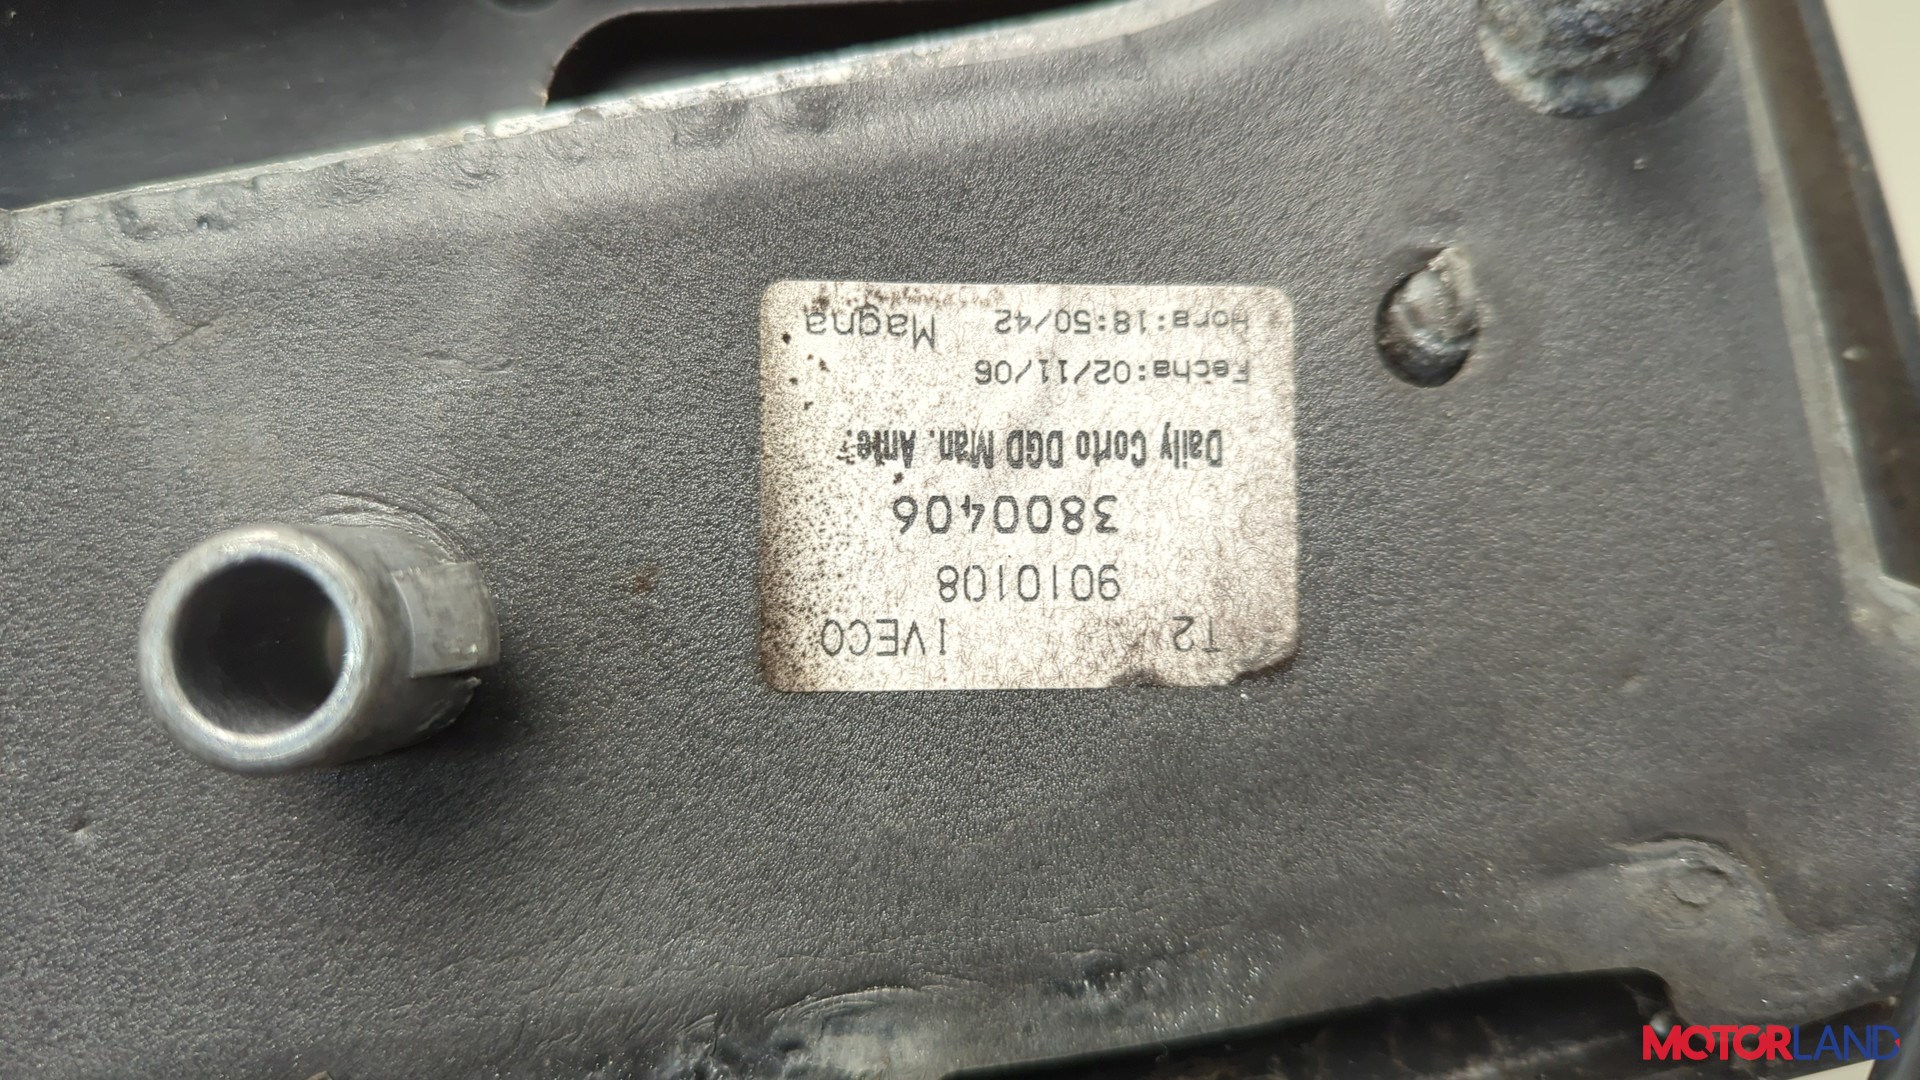 T2 IVECO
9010108
3800406
Daily Corto DGD Man. Ante.
Fecha:02/11/06
Hora:18:50/42 Magna
MOTORLAND